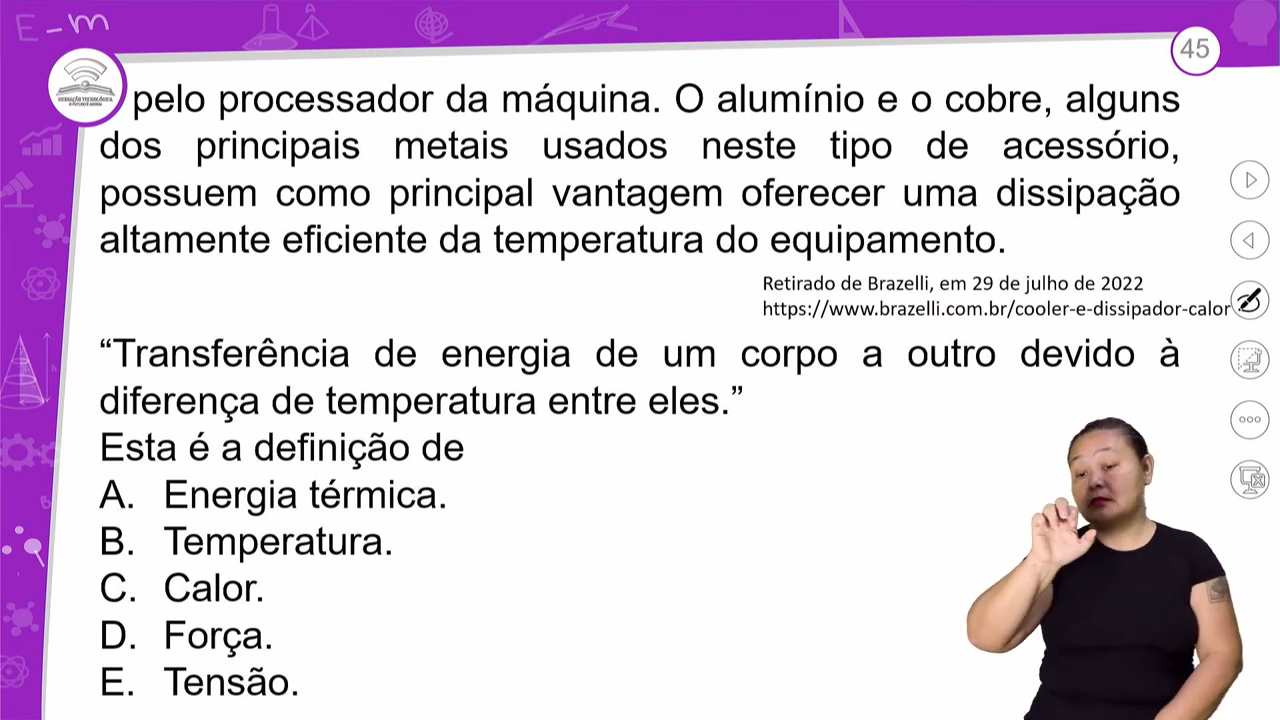 E-m
45
MEDIAÇÃO TECNOLÓGICA
pelo processador da máquina. O alumínio e o cobre, alguns
dos principais metais usados neste tipo de acessório,
possuem como principal vantagem oferecer uma dissipação
altamente eficiente da temperatura do equipamento.
Retirado de Brazelli, em 29 de julho de 2022
https://www.brazelli.com.br/cooler-e-dissipador-calor
“Transferência de energia de um corpo a outro devido à
diferença de temperatura entre eles.”
Esta é a definição de
A. Energia térmica.
B. Temperatura.
C. Calor.
D. Força.
E. Tensão.